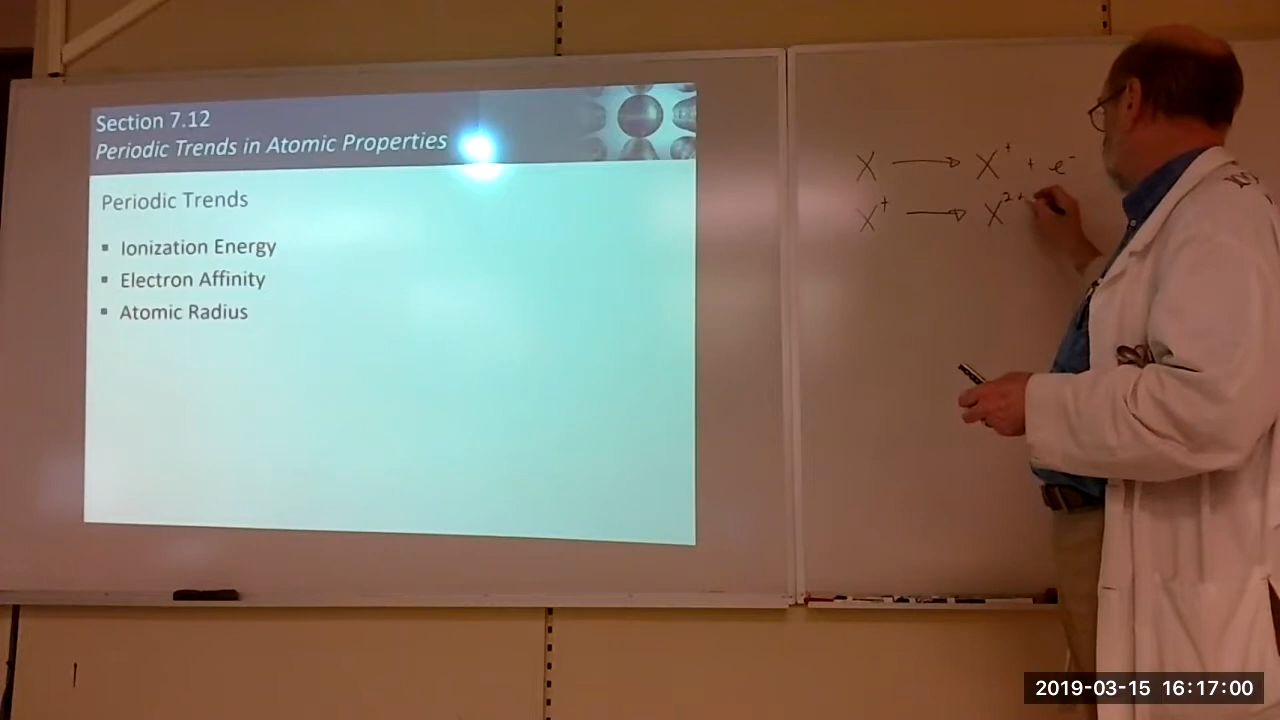 Section 7.12
Periodic Trends in Atomic Properties
Periodic Trends
▪ Ionization Energy
▪ Electron Affinity
▪ Atomic Radius
X → X⁺ + e⁻
X⁺ → X²⁺
2019-03-15 16:17:00